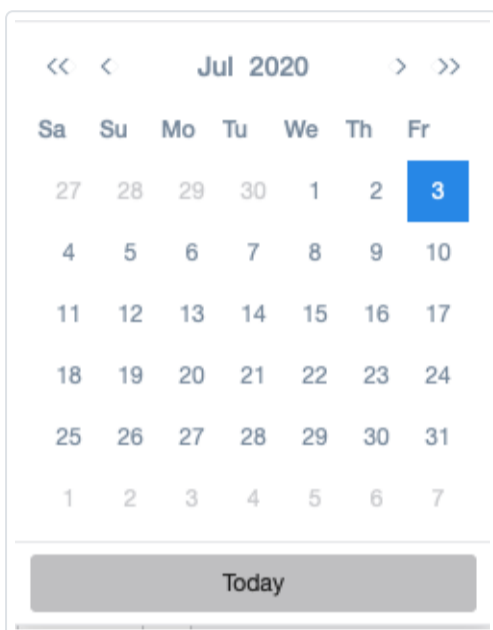 << < Jul 2020 > >>
Sa Su Mo Tu We Th Fr
27 28 29 30 1 2 3
4 5 6 7 8 9 10
11 12 13 14 15 16 17
18 19 20 21 22 23 24
25 26 27 28 29 30 31
1 2 3 4 5 6 7
Today